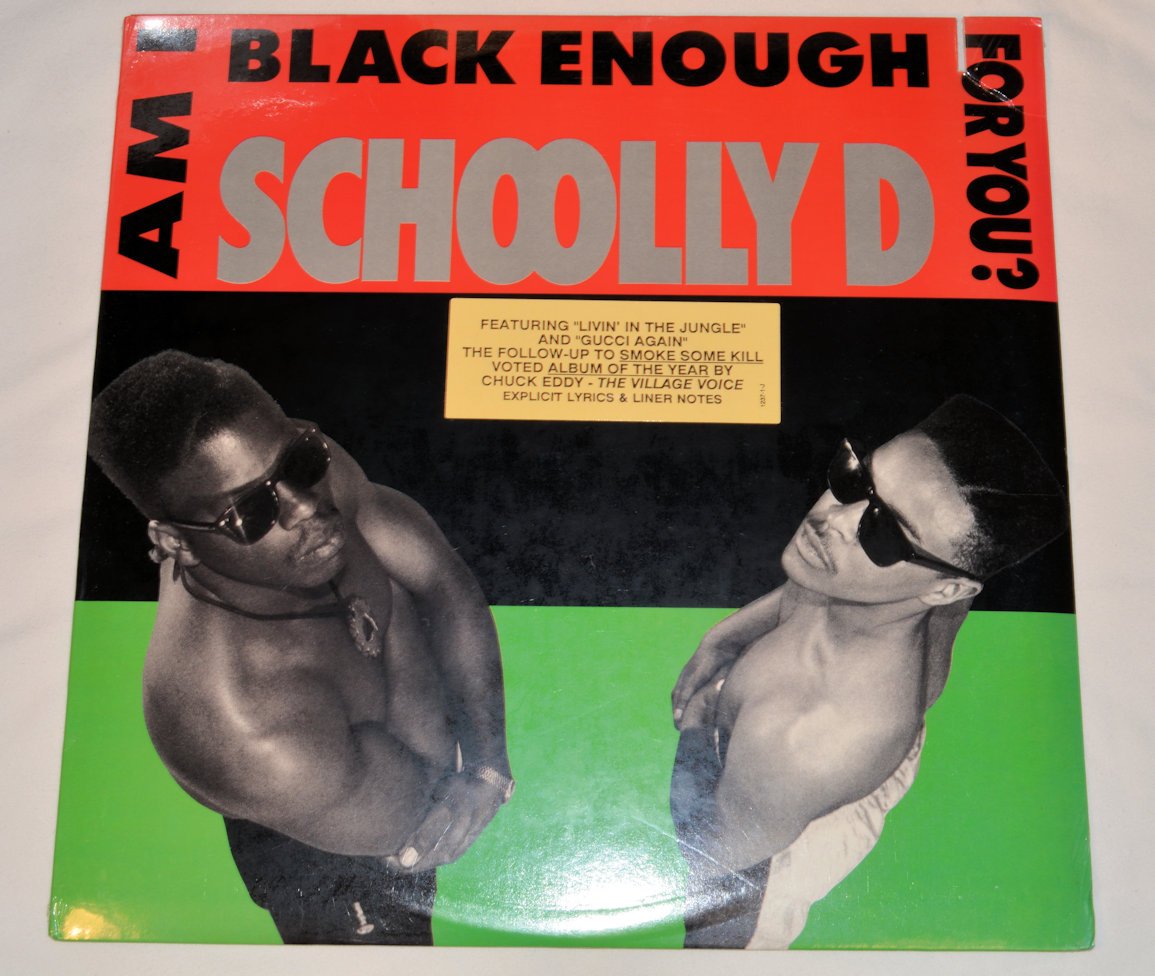 AM I
BLACK ENOUGH
FOR YOU?
SCHOOLLY D
FEATURING "LIVIN' IN THE JUNGLE"
AND "GUCCI AGAIN"
THE FOLLOW-UP TO SMOKE SOME KILL
VOTED ALBUM OF THE YEAR BY
CHUCK EDDY - THE VILLAGE VOICE
EXPLICIT LYRICS & LINER NOTES